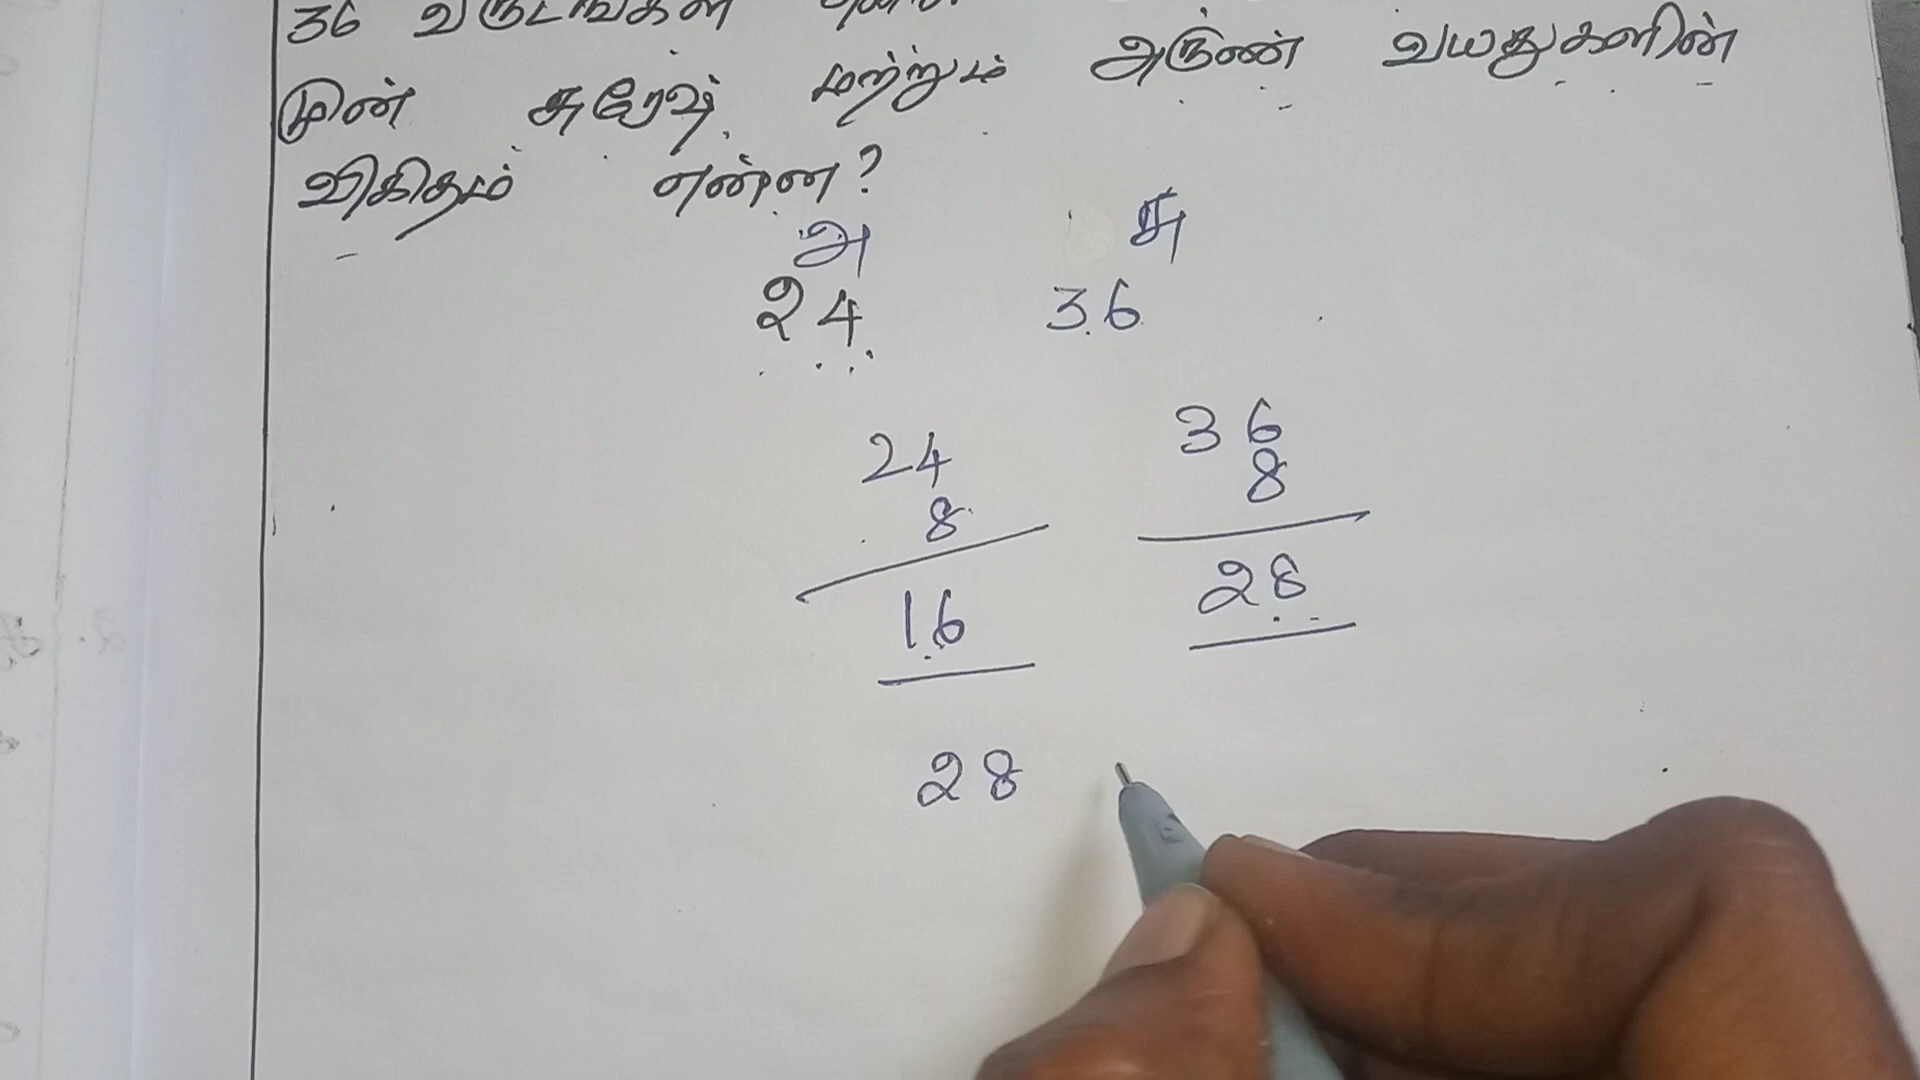 36 வருடங்கள்
முன் சுரேஷ் மற்றும் அருண் வயதுகளின்
விகிதம் என்ன?
அ சு
24 36
24 36
8 8
16 28
28